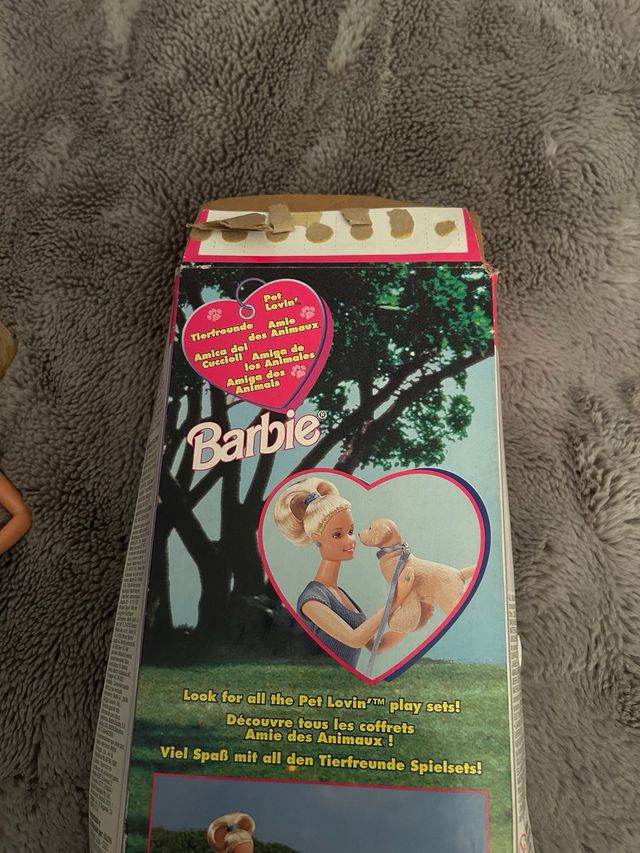 Pet
Lovin'
Tierfreunde
Amie
des Animaux
Amica dei
Cuccioli
Amiga de
los Animales
Amiga dos
Animais
Barbie®
Look for all the Pet Lovin'™ play sets!
Découvre tous les coffrets
Amie des Animaux !
Viel Spaß mit all den Tierfreunde Spielsets!